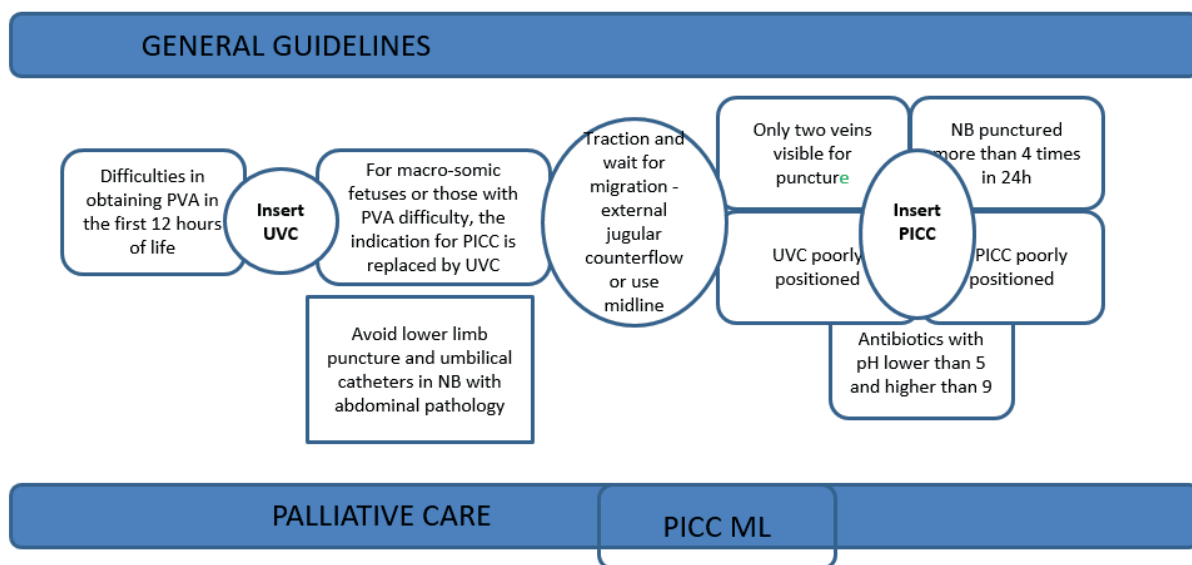 GENERAL GUIDELINES
Difficulties in
obtaining PVA in
the first 12 hours
of life
Insert
UVC
For macro-somic
fetuses or those with
PVA difficulty, the
indication for PICC is
replaced by UVC
Avoid lower limb
puncture and umbilical
catheters in NB with
abdominal pathology
Traction and
wait for
migration -
external
jugular
counterflow
or use
midline
Only two veins
visible for
puncture
NB punctured
more than 4 times
in 24h
Insert
PICC
UVC poorly
positioned
PICC poorly
positioned
Antibiotics with
pH lower than 5
and higher than 9
PALLIATIVE CARE
PICC ML